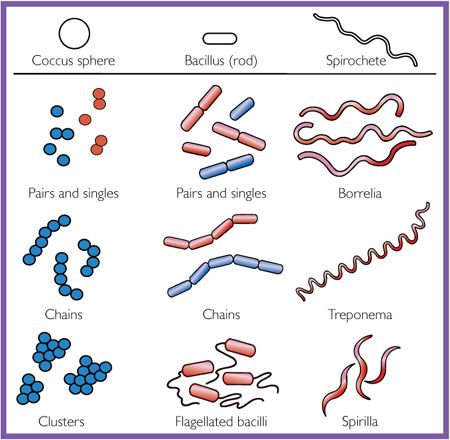 Coccus sphere Bacillus (rod) Spirochete
Pairs and singles Pairs and singles Borrelia
Chains Chains Treponema
Clusters Flagellated bacilli Spirilla